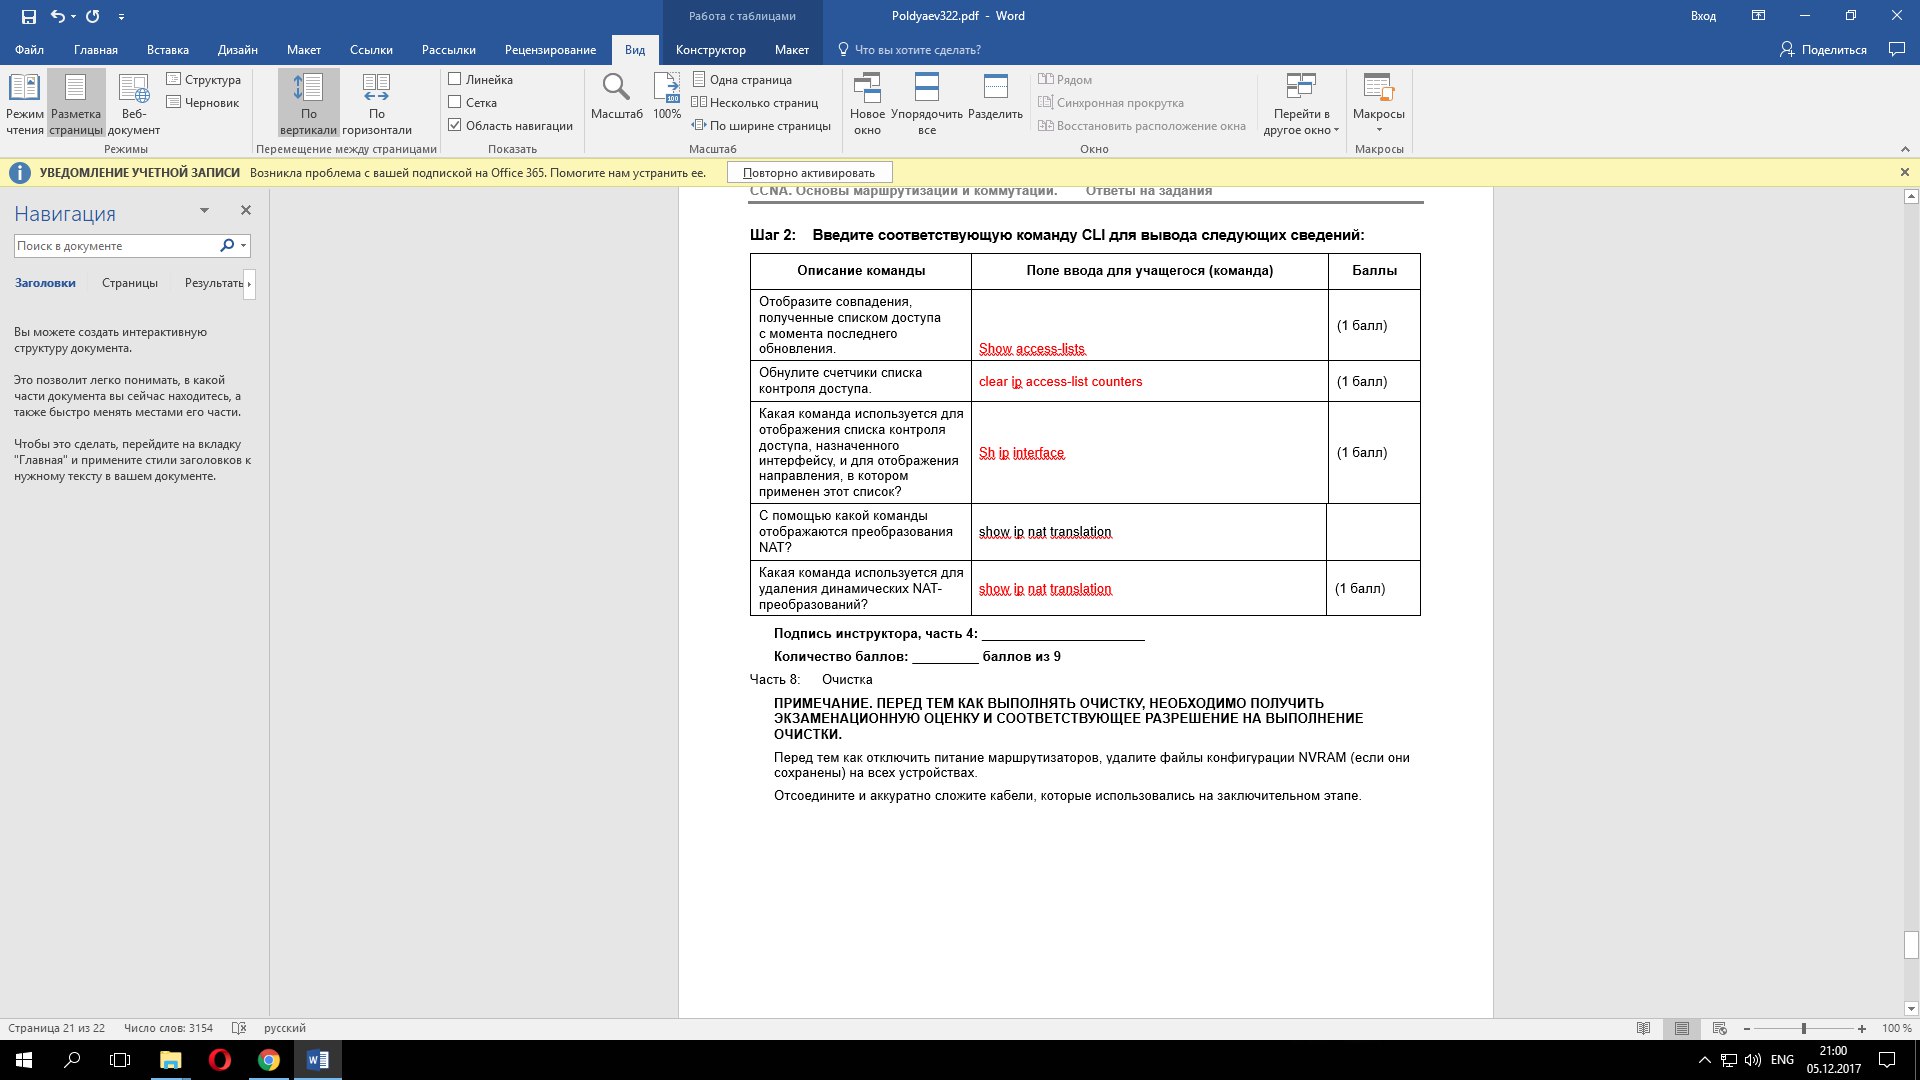 Работа с таблицами
Poldyaev322.pdf - Word
Вход
Файл
Главная
Вставка
Дизайн
Макет
Ссылки
Рассылки
Рецензирование
Вид
Конструктор
Макет
Что вы хотите сделать?
Поделиться
Режим чтения
Разметка страницы
Веб-документ
Структура
Черновик
Режимы
По вертикали
По горизонтали
Перемещение между страницами
Линейка
Сетка
Область навигации
Показать
Масштаб
100
100%
Одна страница
Несколько страниц
По ширине страницы
Масштаб
Новое окно
Упорядочить все
Разделить
Рядом
Синхронная прокрутка
Восстановить расположение окна
Окно
Перейти в другое окно
Макросы
Макросы
УВЕДОМЛЕНИЕ УЧЕТНОЙ ЗАПИСИ Возникла проблема с вашей подпиской на Office 365. Помогите нам устранить ее.
Повторно активировать
Навигация
Поиск в документе
Заголовки
Страницы
Результаты
Вы можете создать интерактивную
структуру документа.
Это позволит легко понимать, в какой
части документа вы сейчас находитесь, а
также быстро менять местами его части.
Чтобы это сделать, перейдите на вкладку
"Главная" и примените стили заголовков к
нужному тексту в вашем документе.
CCNA. Основы маршрутизации и коммутации. Ответы на задания
Шаг 2: Введите соответствующую команду CLI для вывода следующих сведений:
Описание команды
Поле ввода для учащегося (команда)
Баллы
Отобразите совпадения,
полученные списком доступа
с момента последнего
обновления.
Show access-lists
(1 балл)
Обнулите счетчики списка
контроля доступа.
clear ip access-list counters
(1 балл)
Какая команда используется для
отображения списка контроля
доступа, назначенного
интерфейсу, и для отображения
направления, в котором
применен этот список?
Sh ip interface
(1 балл)
С помощью какой команды
отображаются преобразования
NAT?
show ip nat translation
Какая команда используется для
удаления динамических NAT-
преобразований?
show ip nat translation
(1 балл)
Подпись инструктора, часть 4: ______________________
Количество баллов: _________ баллов из 9
Часть 8: Очистка
ПРИМЕЧАНИЕ. ПЕРЕД ТЕМ КАК ВЫПОЛНЯТЬ ОЧИСТКУ, НЕОБХОДИМО ПОЛУЧИТЬ
ЭКЗАМЕНАЦИОННУЮ ОЦЕНКУ И СООТВЕТСТВУЮЩЕЕ РАЗРЕШЕНИЕ НА ВЫПОЛНЕНИЕ
ОЧИСТКИ.
Перед тем как отключить питание маршрутизаторов, удалите файлы конфигурации NVRAM (если они
сохранены) на всех устройствах.
Отсоедините и аккуратно сложите кабели, которые использовались на заключительном этапе.
Страница 21 из 22
Число слов: 3154
русский
100 %
ENG
21:00
05.12.2017